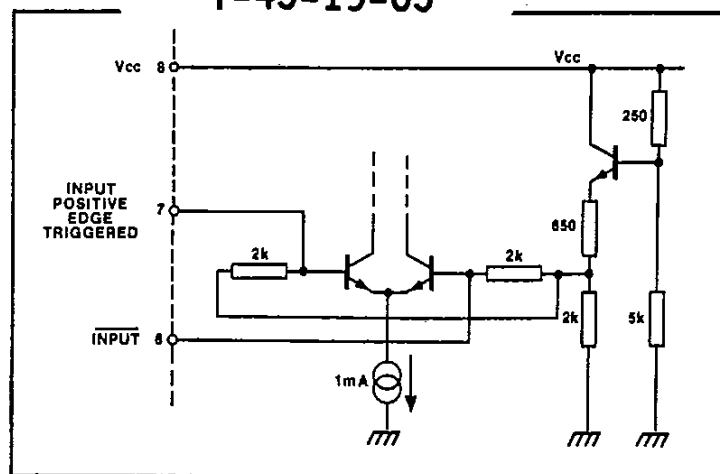 Vcc 8
Vcc
250
INPUT
POSITIVE
EDGE
TRIGGERED
7
650
2k
2k
INPUT 6
2k
5k
1mA